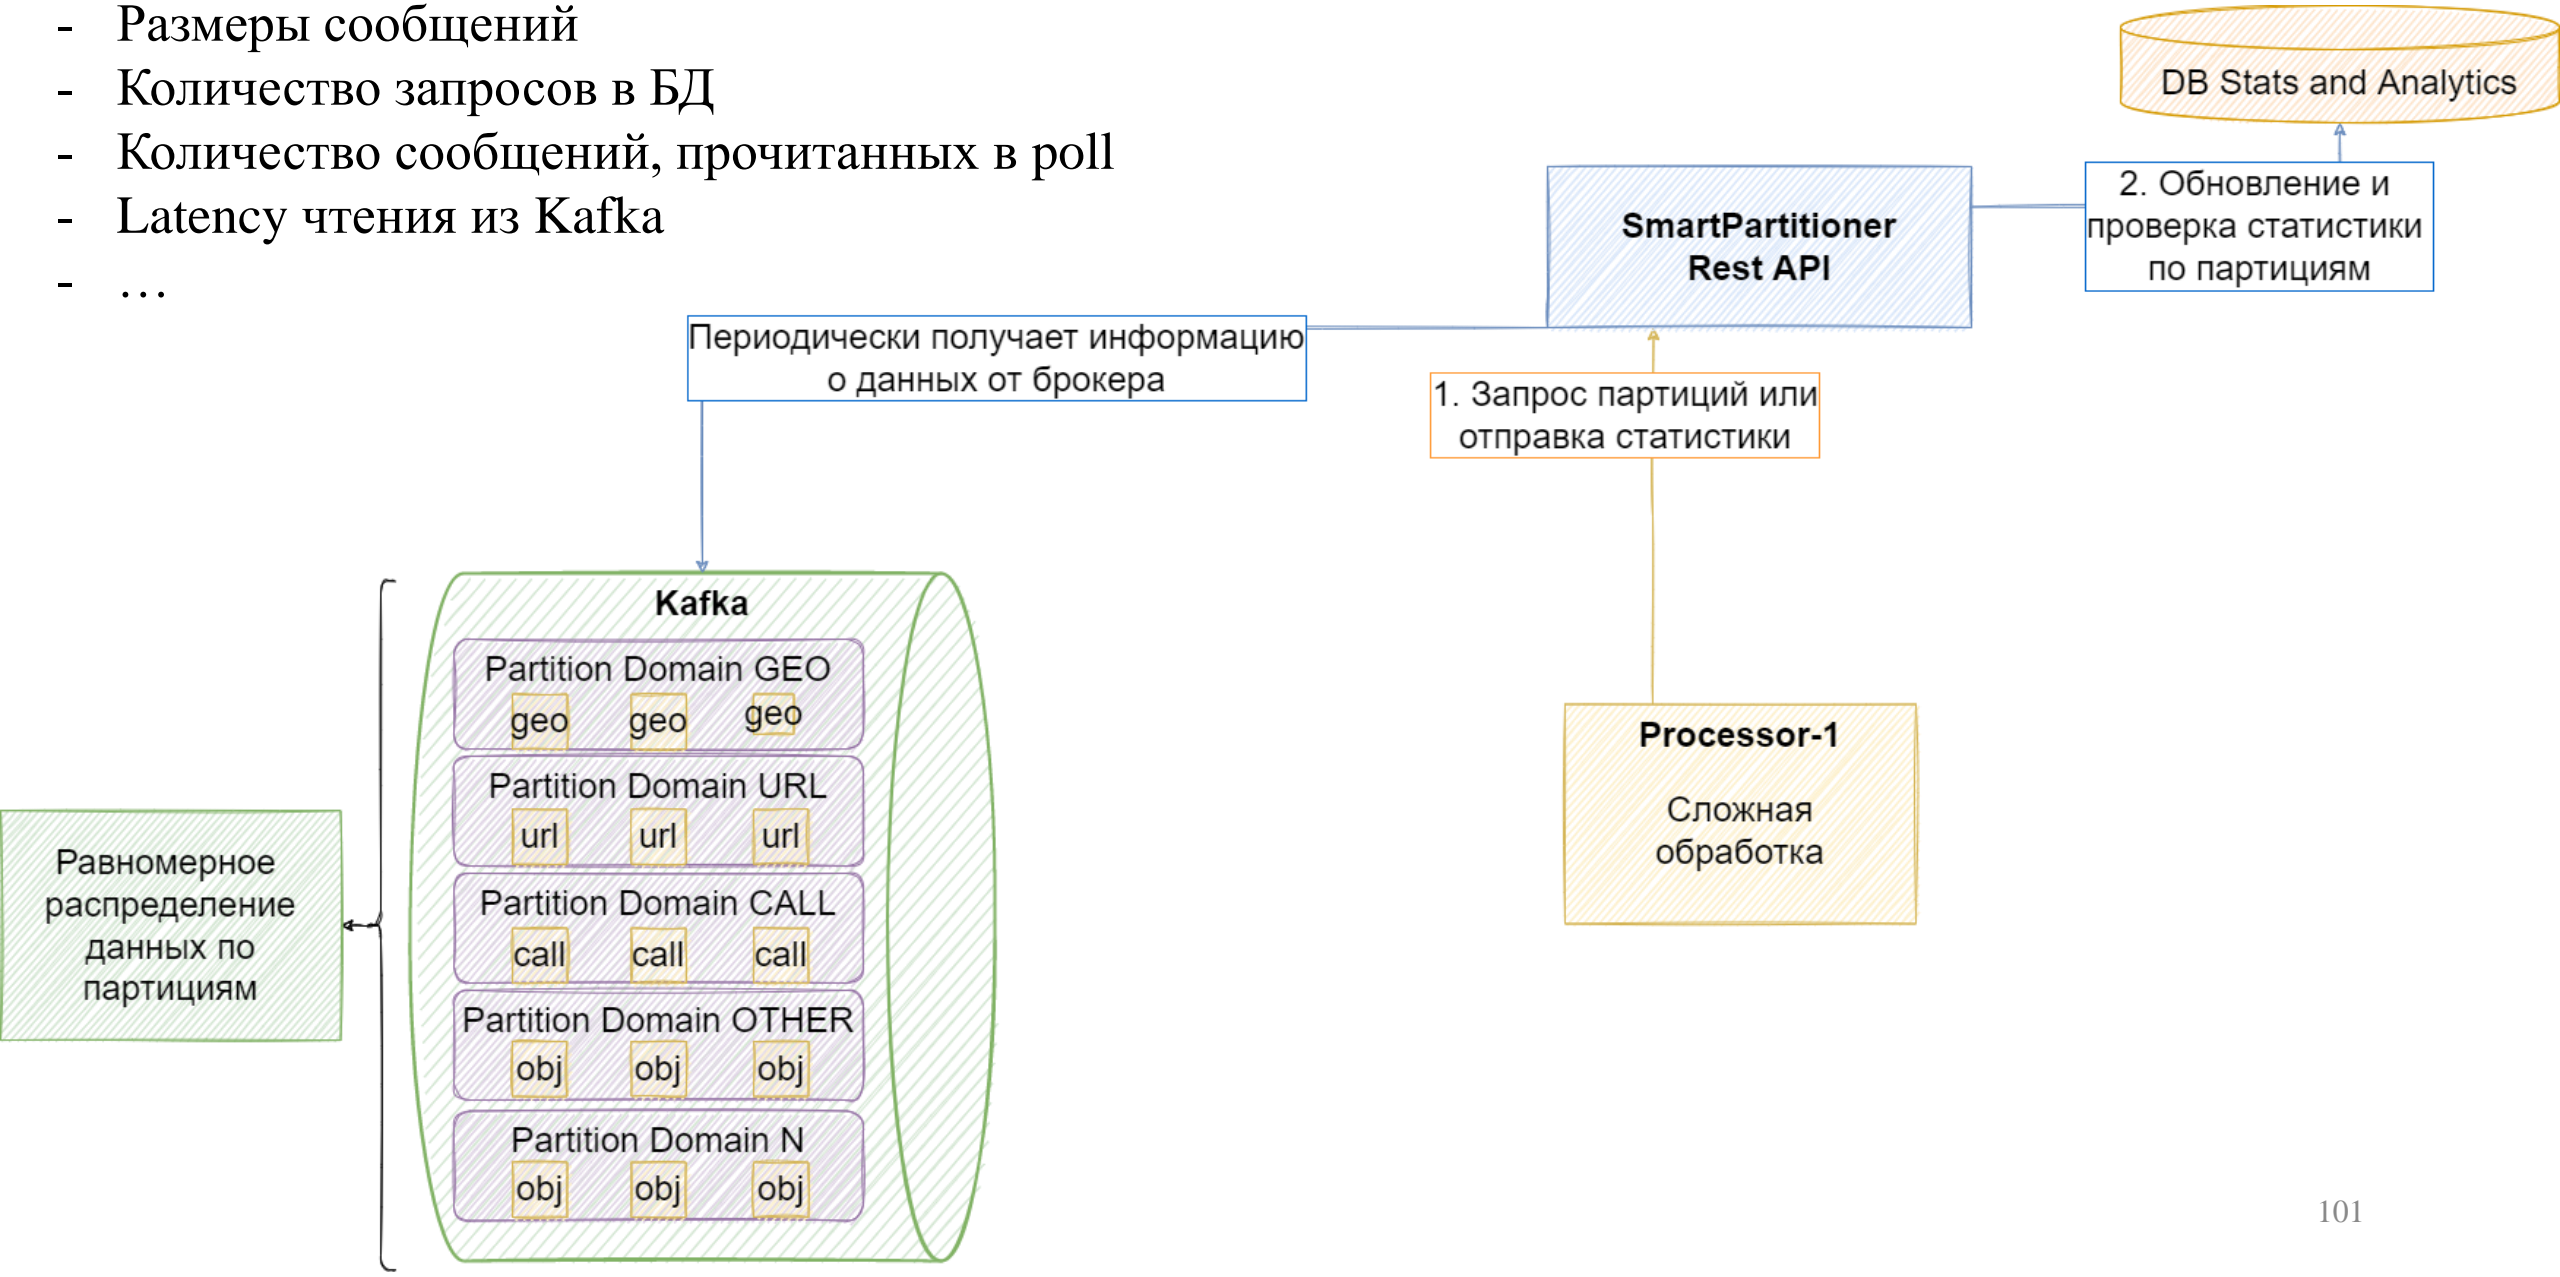 - Размеры сообщений
- Количество запросов в БД
- Количество сообщений, прочитанных в poll
- Latency чтения из Kafka
- …
DB Stats and Analytics
SmartPartitioner
Rest API
2. Обновление и
проверка статистики
по партициям
Периодически получает информацию
о данных от брокера
1. Запрос партиций или
отправка статистики
Kafka
Partition Domain GEO
geo geo geo
Partition Domain URL
url url url
Partition Domain CALL
call call call
Partition Domain OTHER
obj obj obj
Partition Domain N
obj obj obj
Равномерное
распределение
данных по
партициям
Processor-1
Сложная
обработка
101